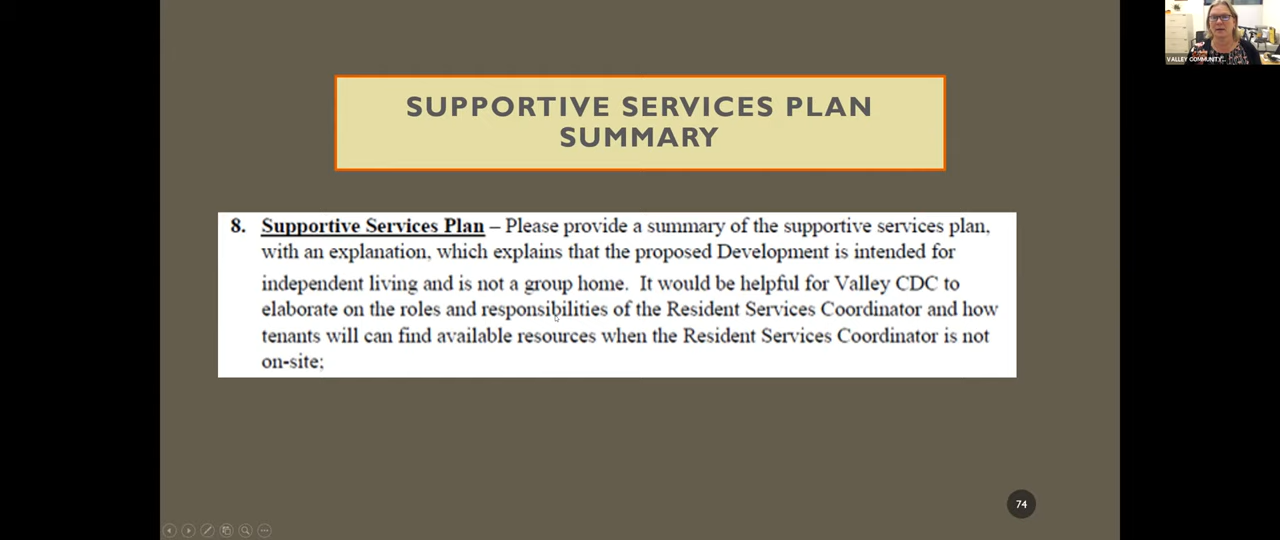 SUPPORTIVE SERVICES PLAN
SUMMARY
8. Supportive Services Plan – Please provide a summary of the supportive services plan,
with an explanation, which explains that the proposed Development is intended for
independent living and is not a group home. It would be helpful for Valley CDC to
elaborate on the roles and responsibilities of the Resident Services Coordinator and how
tenants will can find available resources when the Resident Services Coordinator is not
on-site;
74
VALLEY COMMUNITY...